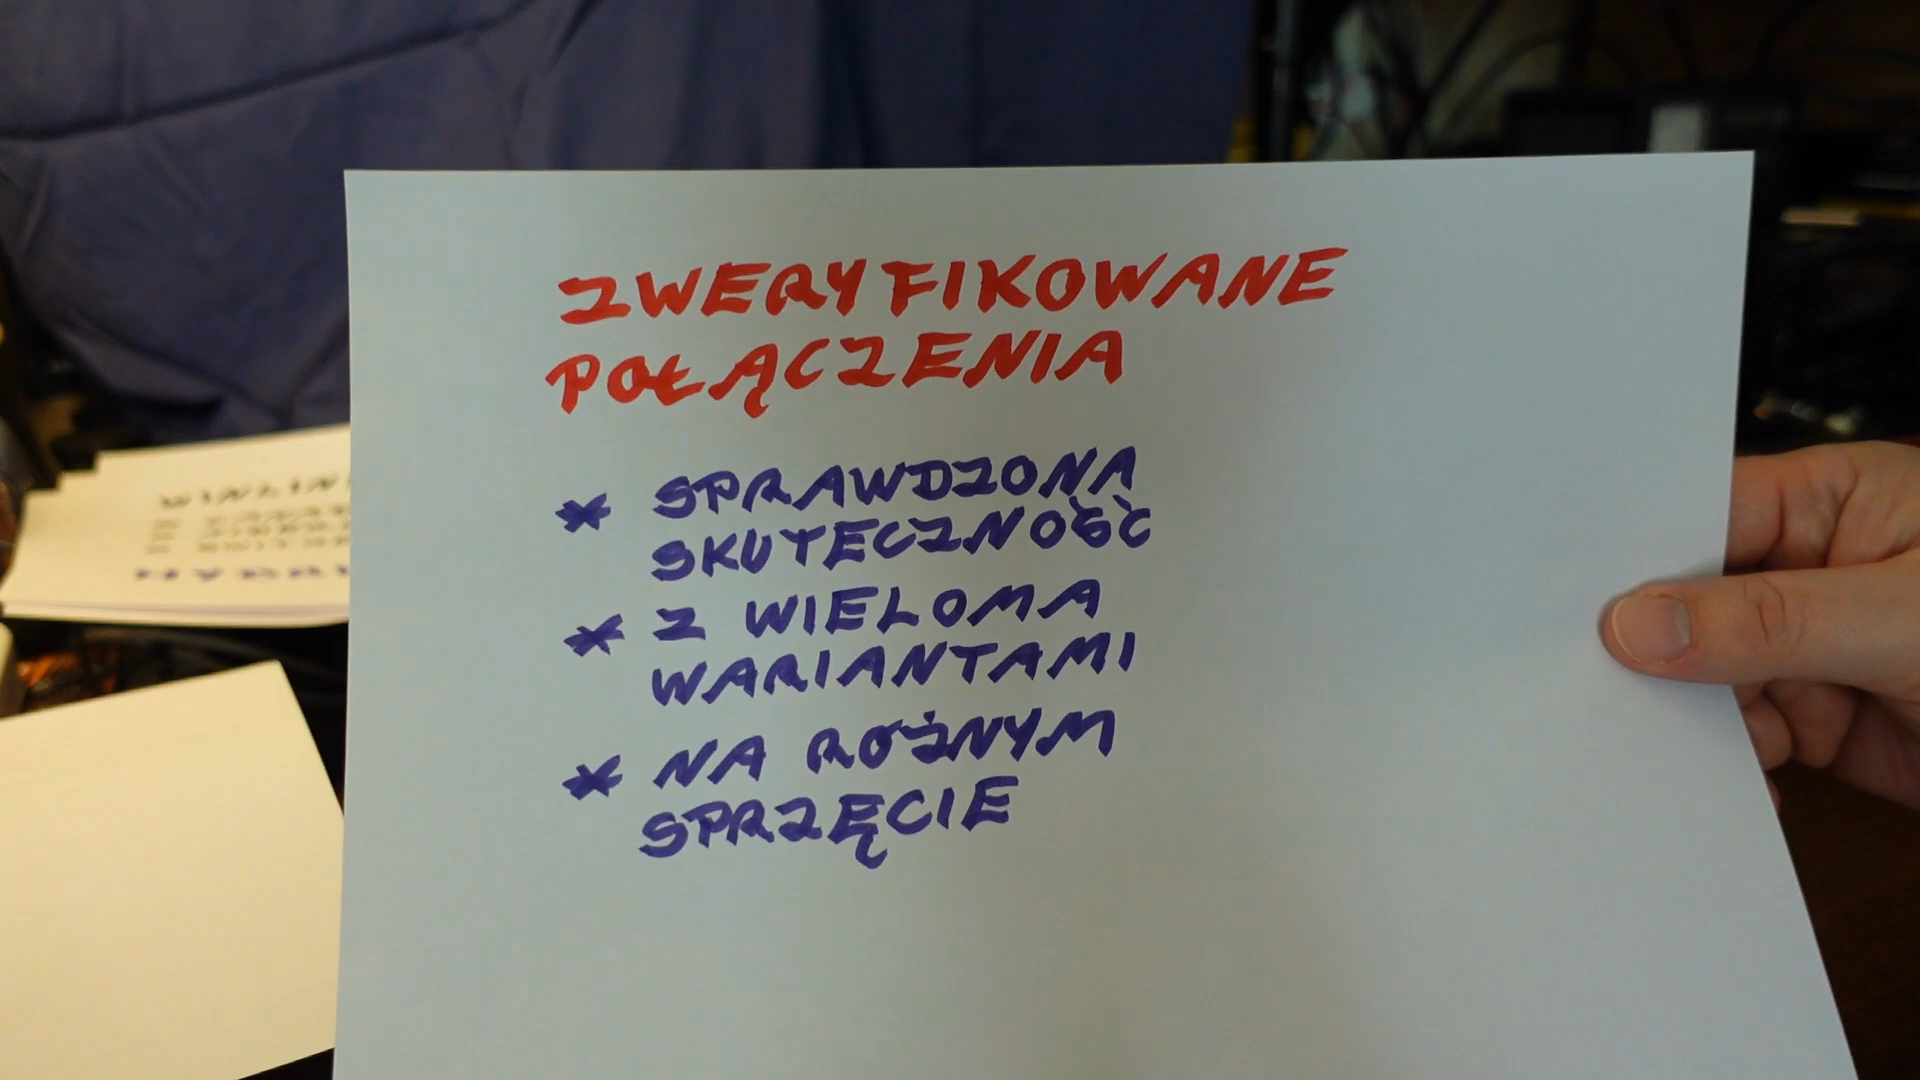 ZWERYFIKOWANE
POŁĄCZENIA
* SPRAWDZONA
SKUTECZNOŚĆ
* Z WIELOMA
WARIANTAMI
* NA RÓŻNYM
SPRZĘCIE